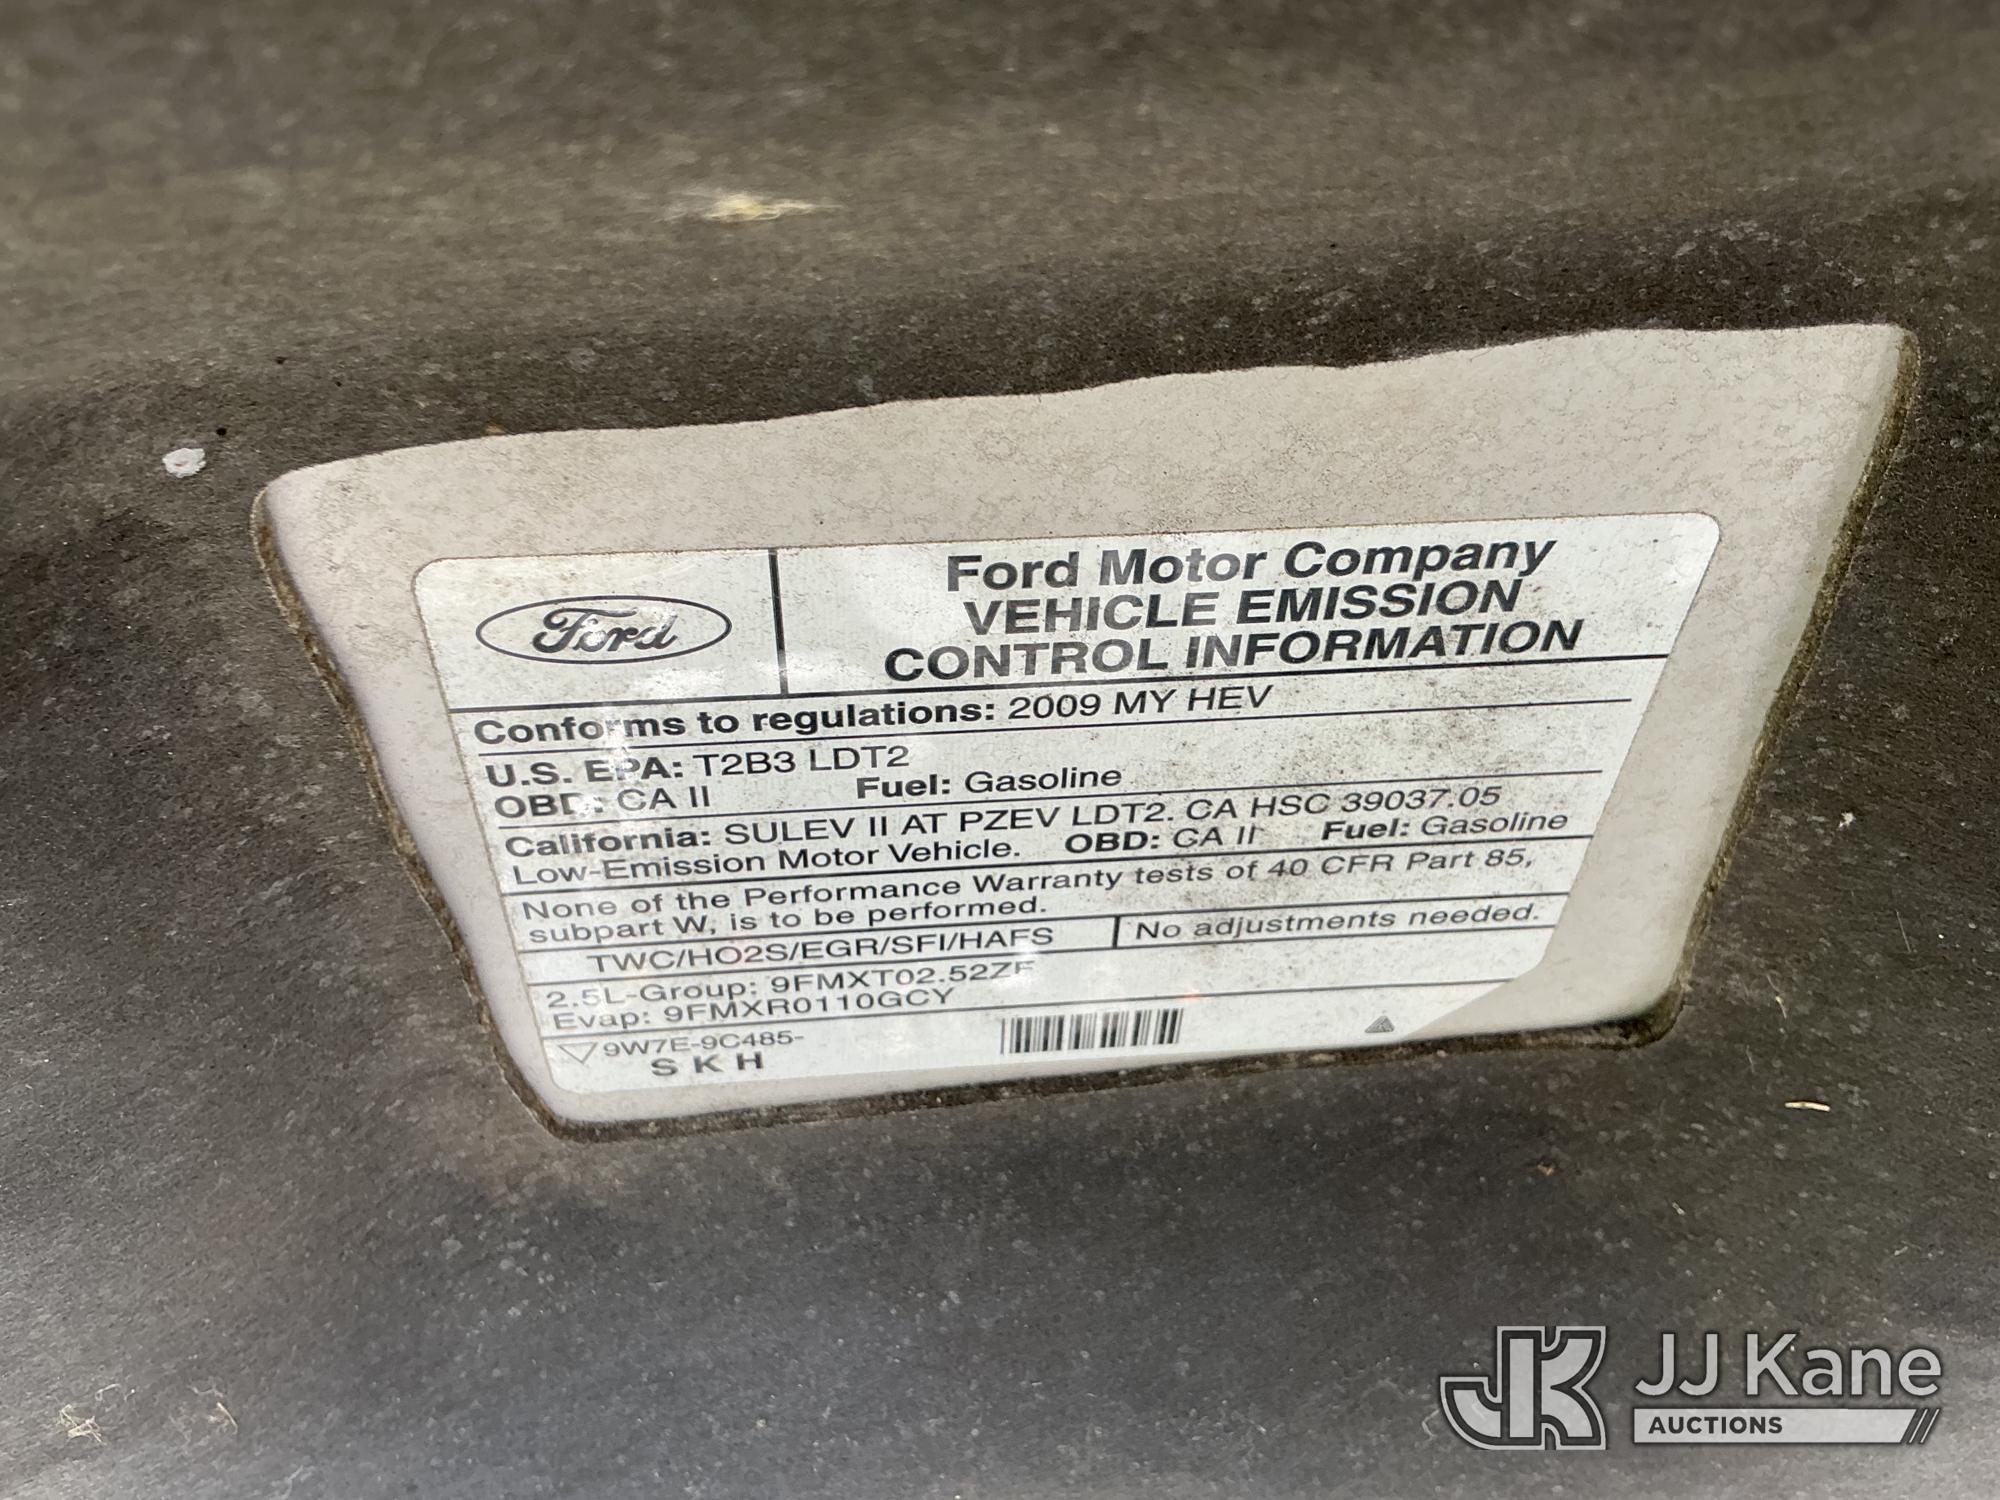 Ford
Ford Motor Company
VEHICLE EMISSION
CONTROL INFORMATION
Conforms to regulations: 2009 MY HEV
U.S. EPA: T2B3 LDT2
OBD: CA II Fuel: Gasoline
California: SULEV II AT PZEV LDT2. CA HSC 39037.05
Low-Emission Motor Vehicle. OBD: CA II Fuel: Gasoline
None of the Performance Warranty tests of 40 CFR Part 85,
subpart W, is to be performed.
TWC/HO2S/EGR/SFI/HAFS No adjustments needed.
2.5L-Group: 9FMXT02.52ZF
Evap: 9FMXR0110GCY
9W7E-9C485-
S K H
JK JJ Kane
AUCTIONS